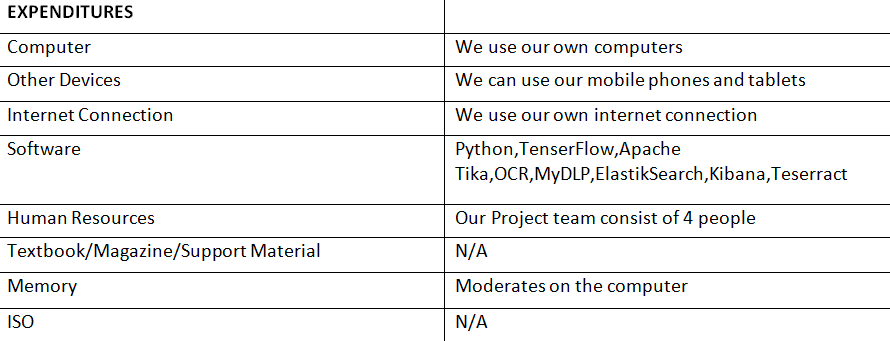 EXPENDITURES
Computer We use our own computers
Other Devices We can use our mobile phones and tablets
Internet Connection We use our own internet connection
Software Python,TenserFlow,Apache
Tika,OCR,MyDLP,ElastikSearch,Kibana,Teserract
Human Resources Our Project team consist of 4 people
Textbook/Magazine/Support Material N/A
Memory Moderates on the computer
ISO N/A